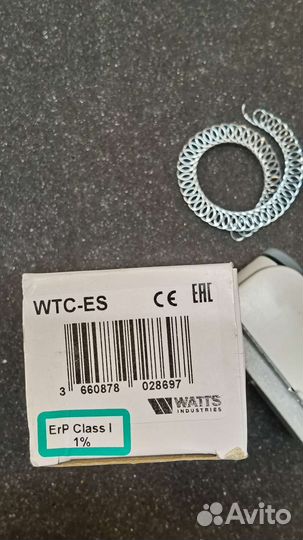 WTC-ES CE EAC
3 660878 028697
WATTS
INDUSTRIES
ErP Class I
1%
Avito